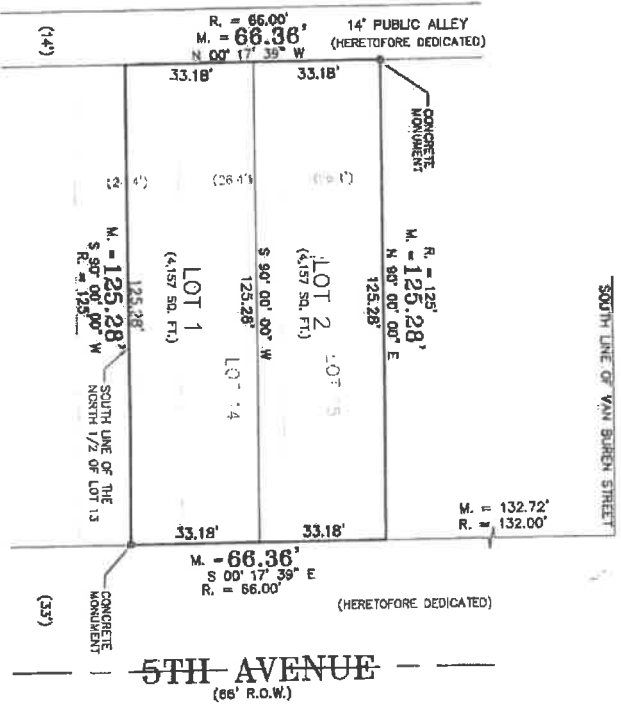 R. = 66.00'
M. = 66.36'
N 00° 17' 39" W
14' PUBLIC ALLEY
(HERETOFORE DEDICATED)
(14')
33.18'
33.18'
CONCRETE
MONUMENT
(26.4')
R. = 125'
M. = 125.28'
N 90° 00' 00" E
125.28'
LOT 2
(4,157 SQ. FT.)
S 90° 00' 00" W
125.28'
LOT 1
(4,157 SQ. FT.)
LOT 14
125.28'
M. = 125.28'
S 90° 00' 00" W
R. = 125'
SOUTH LINE OF THE
NORTH 1/2 OF LOT 13
SOUTH LINE OF VAN BUREN STREET
M. = 132.72'
R. = 132.00'
33.18'
33.18'
M. = 66.36'
S 00° 17' 39" E
R. = 66.00'
(HERETOFORE DEDICATED)
CONCRETE
MONUMENT
(33')
5TH AVENUE
(66' R.O.W.)